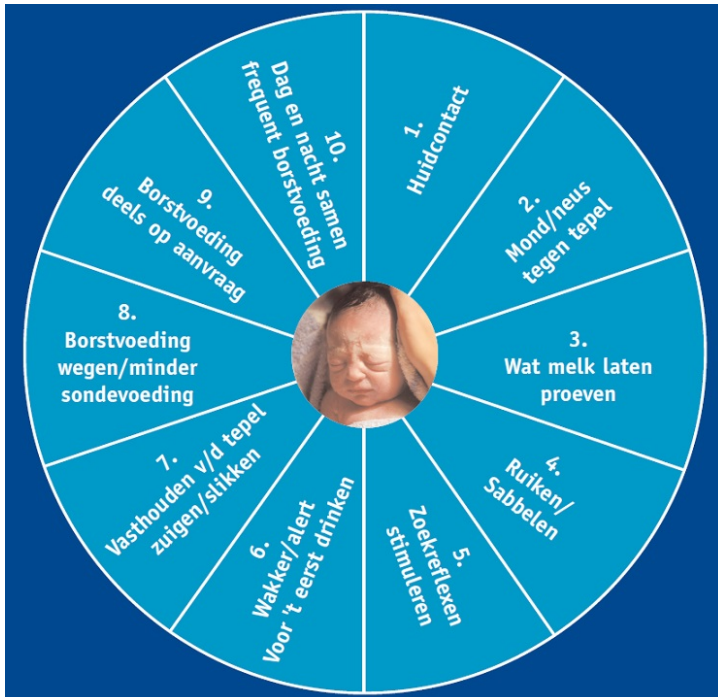 1.
Huidcontact
2.
Mond/neus
tegen tepel
3.
Wat melk laten
proeven
4.
Ruiken/
Sabbelen
5.
Zoekreflexen
stimuleren
6.
Wakker/alert
Voor 't eerst drinken
7.
Vasthouden v/d tepel
zuigen/slikken
8.
Borstvoeding
wegen/minder
sondevoeding
9.
Borstvoeding
deels op aanvraag
10.
Dag en nacht samen
frequent borstvoeding